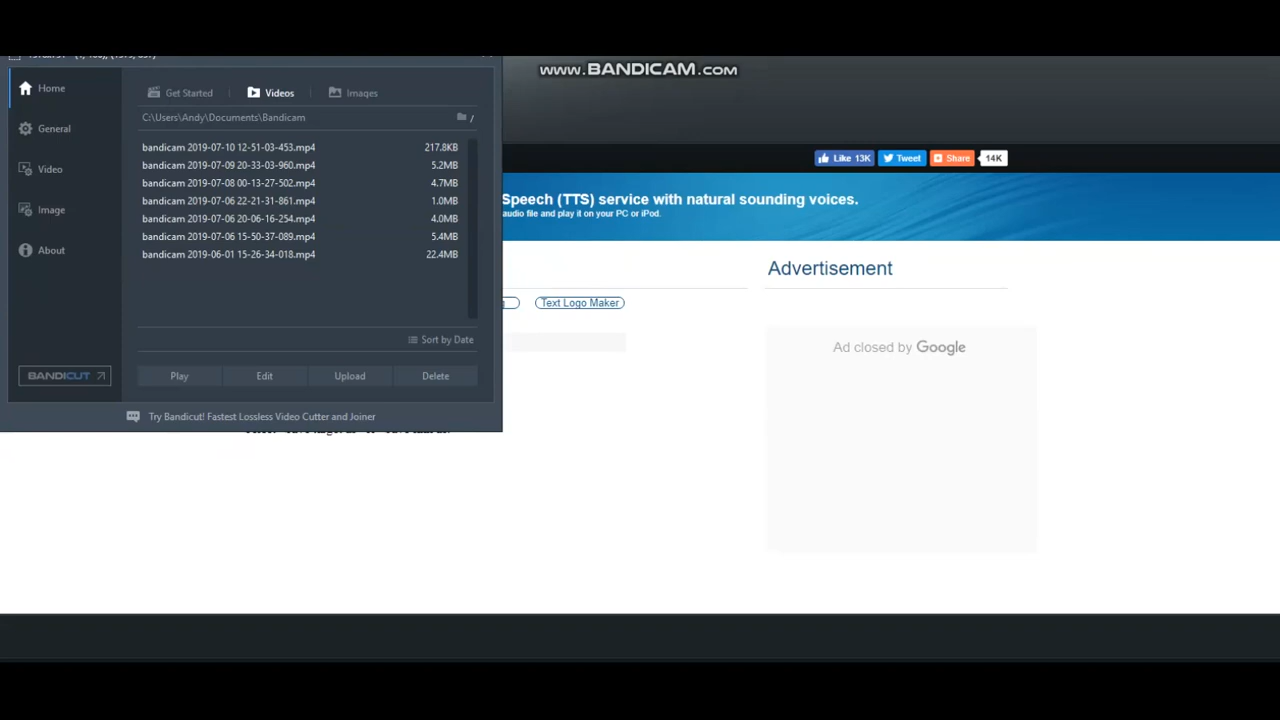 www.BANDICAM.com
Home
General
Video
Image
About
BANDICUT
Get Started
Videos
Images
C:\Users\Andy\Documents\Bandicam
/
bandicam 2019-07-10 12-51-03-453.mp4 217.8KB
bandicam 2019-07-09 20-33-03-960.mp4 5.2MB
bandicam 2019-07-08 00-13-27-502.mp4 4.7MB
bandicam 2019-07-06 22-21-31-861.mp4 1.0MB
bandicam 2019-07-06 20-06-16-254.mp4 4.0MB
bandicam 2019-07-06 15-50-37-089.mp4 5.4MB
bandicam 2019-06-01 15-26-34-018.mp4 22.4MB
Sort by Date
Play Edit Upload Delete
Try Bandicut! Fastest Lossless Video Cutter and Joiner
Like 13K Tweet Share 14K
Speech (TTS) service with natural sounding voices.
audio file and play it on your PC or iPod.
Text Logo Maker
Advertisement
Ad closed by Google